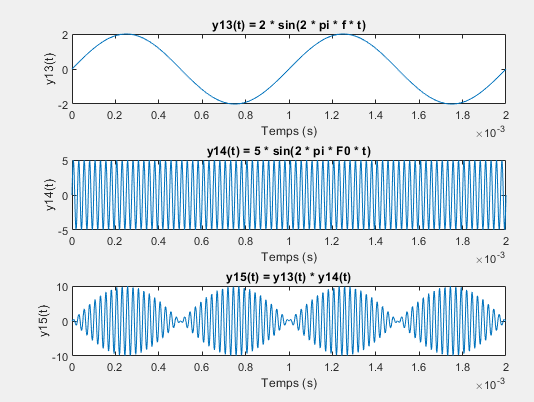 y13(t) = 2 * sin(2 * pi * f * t)
2
0
-2
y13(t)
0 0.2 0.4 0.6 0.8 1 1.2 1.4 1.6 1.8 2
Temps (s)
×10⁻³
y14(t) = 5 * sin(2 * pi * F0 * t)
5
0
-5
y14(t)
0 0.2 0.4 0.6 0.8 1 1.2 1.4 1.6 1.8 2
Temps (s)
×10⁻³
y15(t) = y13(t) * y14(t)
10
0
-10
y15(t)
0 0.2 0.4 0.6 0.8 1 1.2 1.4 1.6 1.8 2
Temps (s)
×10⁻³